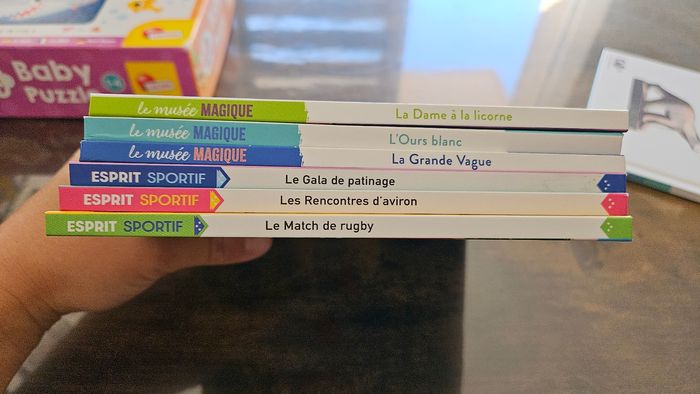 Baby
Puzzle
le musée MAGIQUE La Dame à la licorne
le musée MAGIQUE L'Ours blanc
le musée MAGIQUE La Grande Vague
ESPRIT SPORTIF Le Gala de patinage
ESPRIT SPORTIF Les Rencontres d'aviron
ESPRIT SPORTIF Le Match de rugby